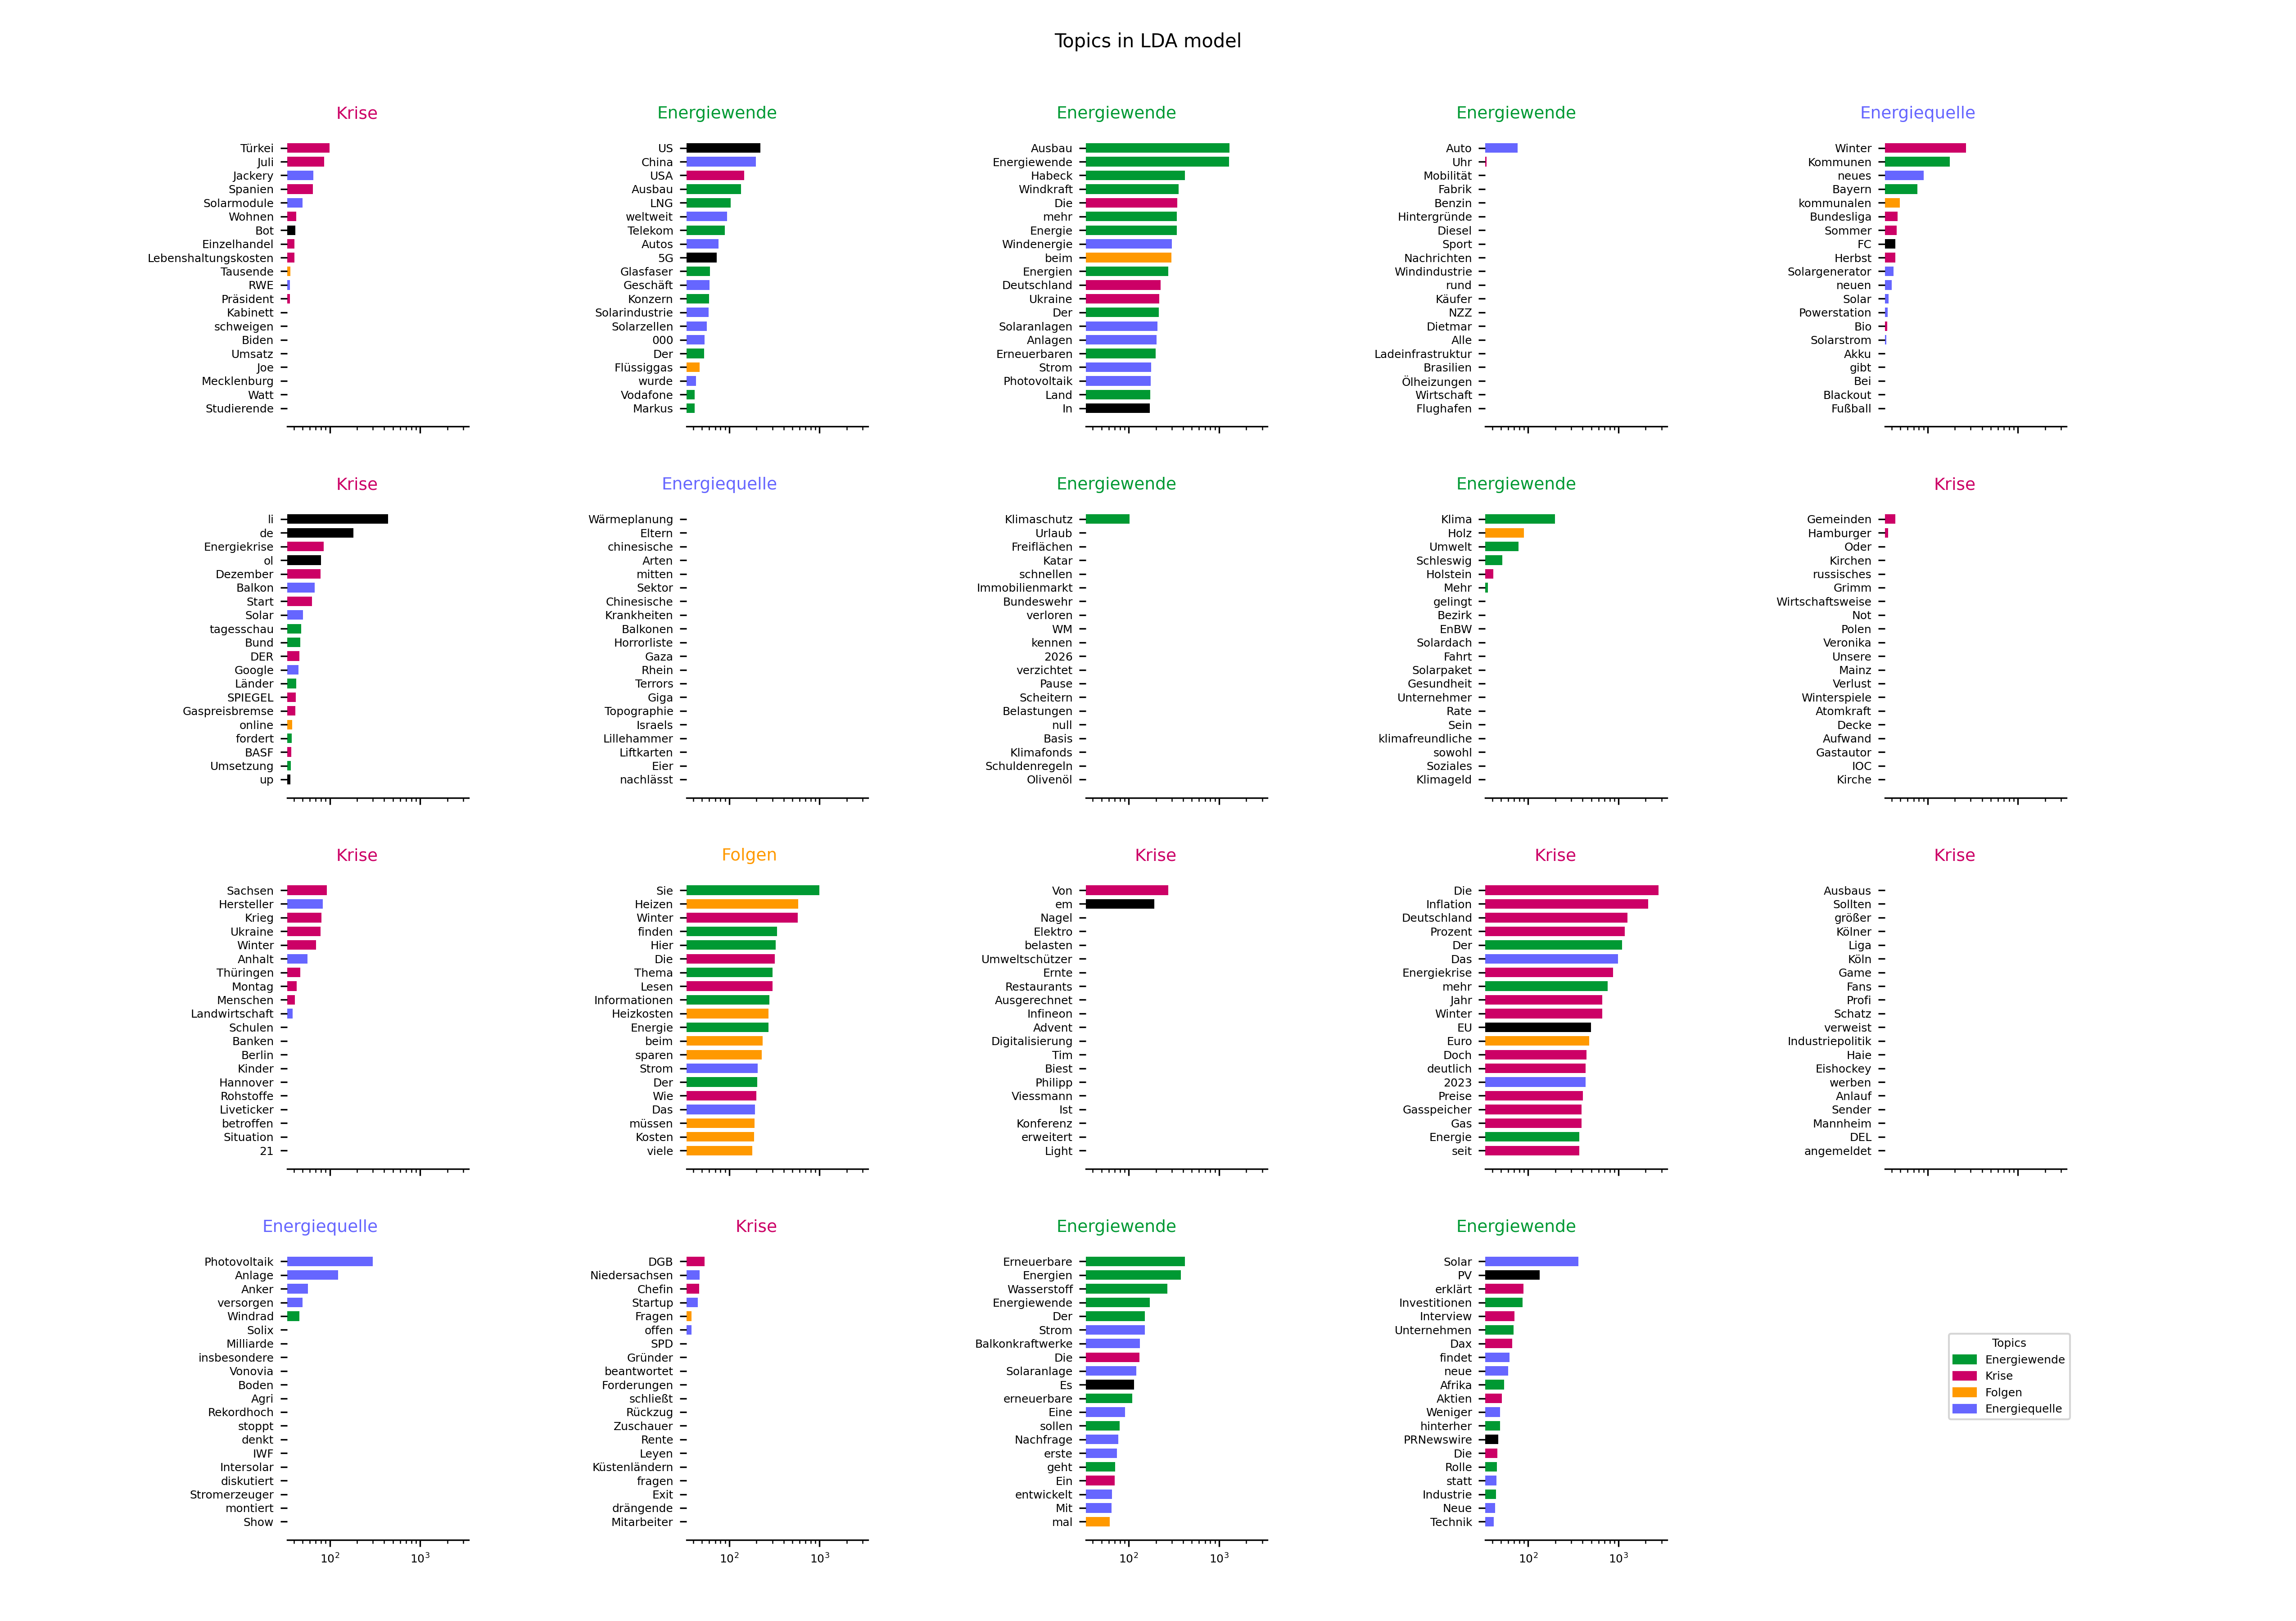 Topics in LDA model
Krise
Türkei
Juli
Jackery
Spanien
Solarmodule
Wohnen
Bot
Einzelhandel
Lebenshaltungskosten
Tausende
RWE
Präsident
Kabinett
schweigen
Biden
Umsatz
Joe
Mecklenburg
Watt
Studierende
Energiewende
US
China
USA
Ausbau
LNG
weltweit
Telekom
Autos
5G
Glasfaser
Geschäft
Konzern
Solarindustrie
Solarzellen
000
Der
Flüssiggas
wurde
Vodafone
Markus
Energiewende
Ausbau
Energiewende
Habeck
Windkraft
Die
mehr
Energie
Windenergie
beim
Energien
Deutschland
Ukraine
Der
Solaranlagen
Anlagen
Erneuerbaren
Strom
Photovoltaik
Land
In
Energiewende
Auto
Uhr
Mobilität
Fabrik
Benzin
Hintergründe
Diesel
Sport
Nachrichten
Windindustrie
rund
Käufer
NZZ
Dietmar
Alle
Ladeinfrastruktur
Brasilien
Ölheizungen
Wirtschaft
Flughafen
Energiequelle
Winter
Kommunen
neues
Bayern
kommunalen
Bundesliga
Sommer
FC
Herbst
Solargenerator
neuen
Solar
Powerstation
Bio
Solarstrom
Akku
gibt
Bei
Blackout
Fußball
Krise
li
de
Energiekrise
ol
Dezember
Balkon
Start
Solar
tagesschau
Bund
DER
Google
Länder
SPIEGEL
Gaspreisbremse
online
fordert
BASF
Umsetzung
up
Energiequelle
Wärmeplanung
Eltern
chinesische
Arten
mitten
Sektor
Chinesische
Krankheiten
Balkonen
Horrorliste
Gaza
Rhein
Terrors
Giga
Topographie
Israels
Lillehammer
Liftkarten
Eier
nachlässt
Energiewende
Klimaschutz
Urlaub
Freiflächen
Katar
schnellen
Immobilienmarkt
Bundeswehr
verloren
WM
kennen
2026
verzichtet
Pause
Scheitern
Belastungen
null
Basis
Klimafonds
Schuldenregeln
Olivenöl
Energiewende
Klima
Holz
Umwelt
Schleswig
Holstein
Mehr
gelingt
Bezirk
EnBW
Solardach
Fahrt
Solarpaket
Gesundheit
Unternehmer
Rate
Sein
klimafreundliche
sowohl
Soziales
Klimageld
Krise
Gemeinden
Hamburger
Oder
Kirchen
russisches
Grimm
Wirtschaftsweise
Not
Polen
Veronika
Unsere
Mainz
Verlust
Winterspiele
Atomkraft
Decke
Aufwand
Gastautor
IOC
Kirche
Krise
Sachsen
Hersteller
Krieg
Ukraine
Winter
Anhalt
Thüringen
Montag
Menschen
Landwirtschaft
Schulen
Banken
Berlin
Kinder
Hannover
Rohstoffe
Liveticker
betroffen
Situation
21
Folgen
Sie
Heizen
Winter
finden
Hier
Die
Thema
Lesen
Informationen
Heizkosten
Energie
beim
sparen
Strom
Der
Wie
Das
müssen
Kosten
viele
Krise
Von
em
Nagel
Elektro
belasten
Umweltschützer
Ernte
Restaurants
Ausgerechnet
Infineon
Advent
Digitalisierung
Tim
Biest
Philipp
Viessmann
Ist
Konferenz
erweitert
Light
Krise
Die
Inflation
Deutschland
Prozent
Der
Das
Energiekrise
mehr
Jahr
Winter
EU
Euro
Doch
deutlich
2023
Preise
Gasspeicher
Gas
Energie
seit
Krise
Ausbaus
Sollten
größer
Kölner
Liga
Köln
Game
Fans
Profi
Schatz
verweist
Industriepolitik
Haie
Eishockey
werben
Anlauf
Sender
Mannheim
DEL
angemeldet
Energiequelle
Photovoltaik
Anlage
Anker
versorgen
Windrad
Solix
Milliarde
insbesondere
Vonovia
Boden
Agri
Rekordhoch
stoppt
denkt
IWF
Intersolar
diskutiert
Stromerzeuger
montiert
Show
10² 10³
Krise
DGB
Niedersachsen
Chefin
Startup
Fragen
offen
SPD
Gründer
beantwortet
Forderungen
schließt
Rückzug
Zuschauer
Rente
Leyen
Küstenländern
fragen
Exit
drängende
Mitarbeiter
10² 10³
Energiewende
Erneuerbare
Energien
Wasserstoff
Energiewende
Der
Strom
Balkonkraftwerke
Die
Solaranlage
Es
erneuerbare
Eine
sollen
Nachfrage
erste
geht
Ein
entwickelt
Mit
mal
10² 10³
Energiewende
Solar
PV
erklärt
Investitionen
Interview
Unternehmen
Dax
findet
neue
Afrika
Aktien
Weniger
hinterher
PRNewswire
Die
Rolle
statt
Industrie
Neue
Technik
10² 10³
Topics
Energiewende
Krise
Folgen
Energiequelle